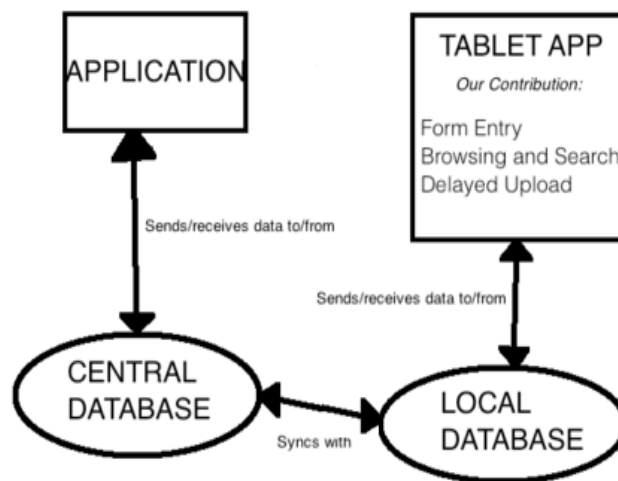 APPLICATION
TABLET APP
Our Contribution:
Form Entry
Browsing and Search
Delayed Upload
Sends/receives data to/from
Sends/receives data to/from
CENTRAL
DATABASE
Syncs with
LOCAL
DATABASE